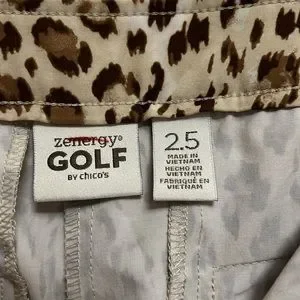 zenergy®
GOLF
BY chico's
2.5
MADE IN
VIETNAM
HECHO EN
VIETNAM
FABRIQUÉ EN
VIETNAM